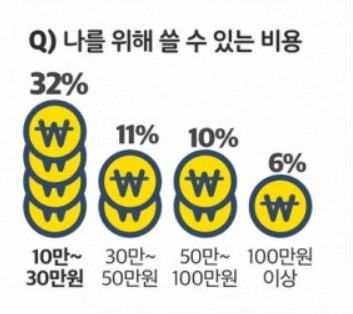 Q) 나를 위해 쓸 수 있는 비용
32%
11%
10%
6%
10만~
30만원
30만~
50만원
50만~
100만원
100만원
이상